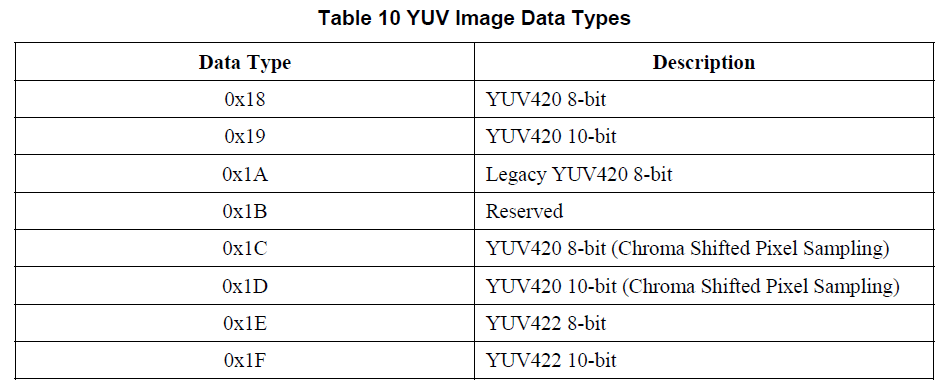 Table 10 YUV Image Data Types
Data Type Description
0x18 YUV420 8-bit
0x19 YUV420 10-bit
0x1A Legacy YUV420 8-bit
0x1B Reserved
0x1C YUV420 8-bit (Chroma Shifted Pixel Sampling)
0x1D YUV420 10-bit (Chroma Shifted Pixel Sampling)
0x1E YUV422 8-bit
0x1F YUV422 10-bit